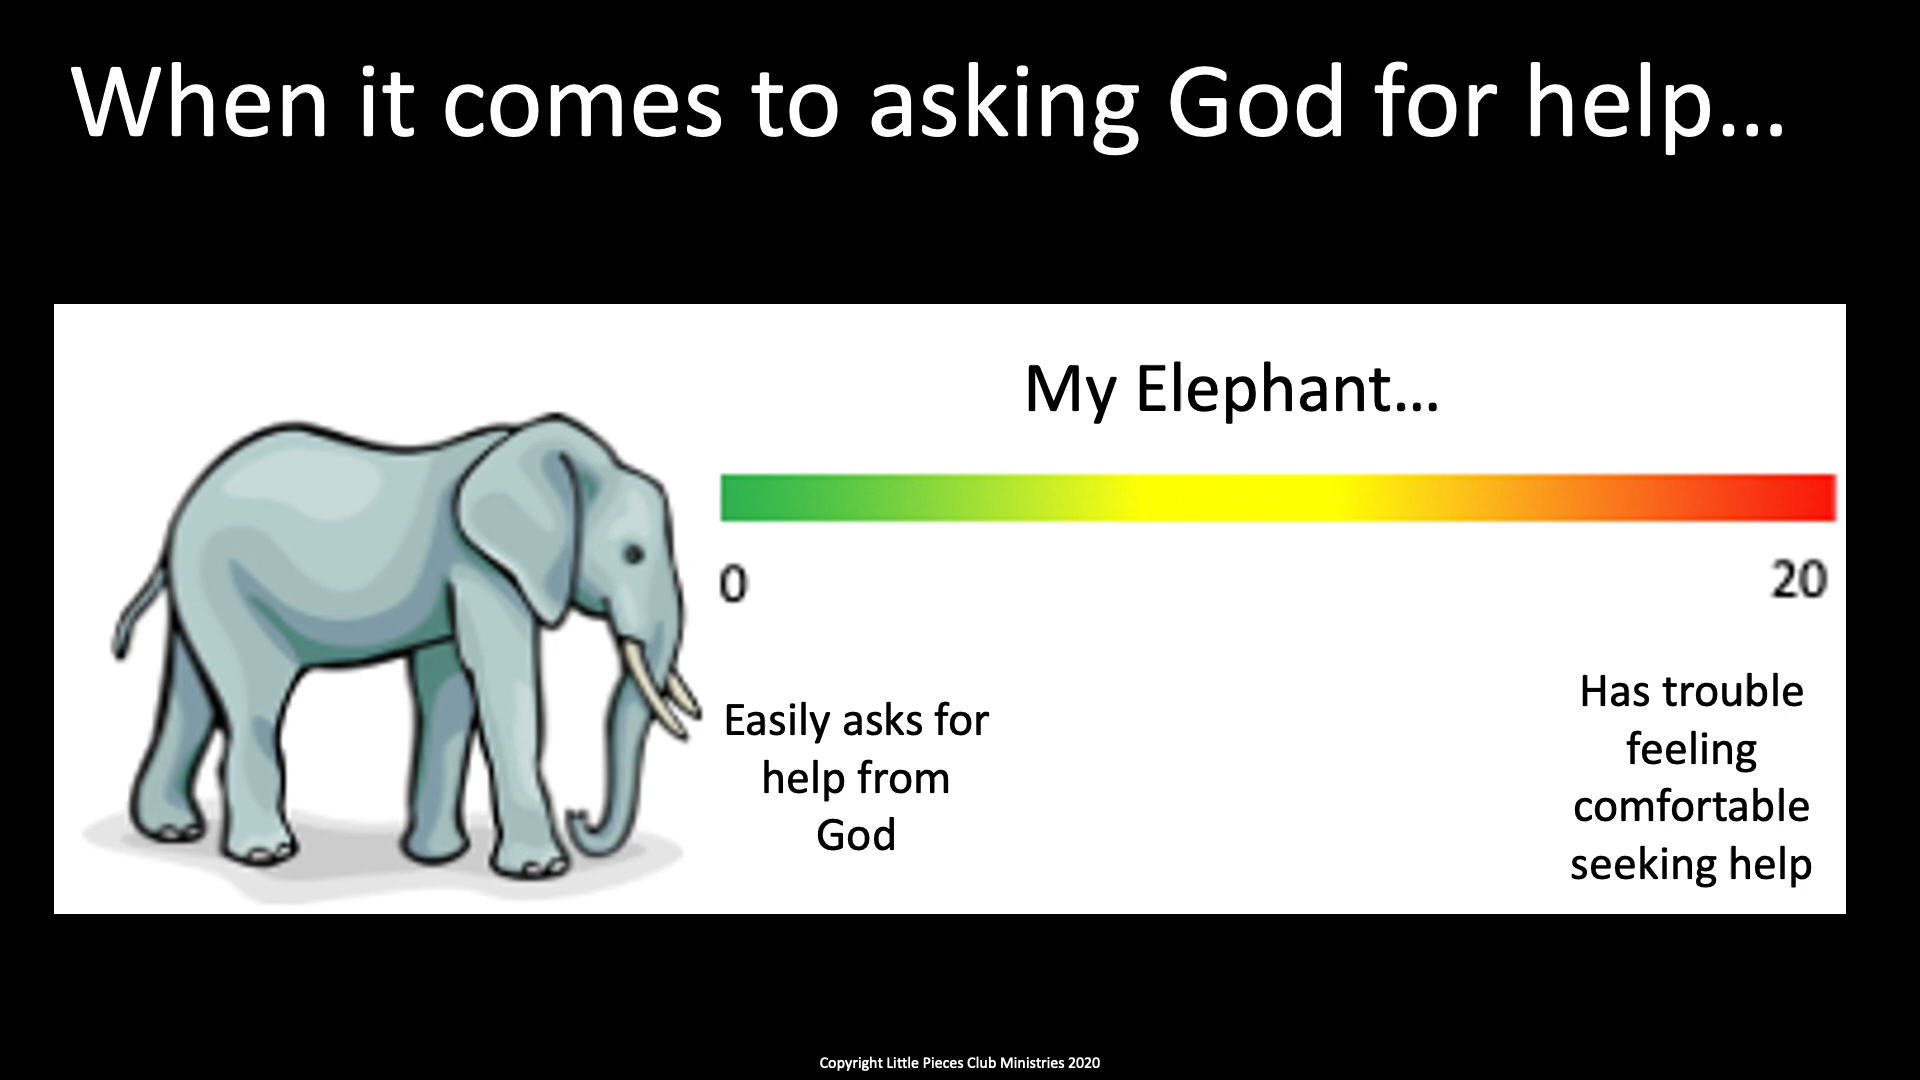 When it comes to asking God for help…
My Elephant…
0
20
Easily asks for
help from
God
Has trouble
feeling
comfortable
seeking help
Copyright Little Pieces Club Ministries 2020